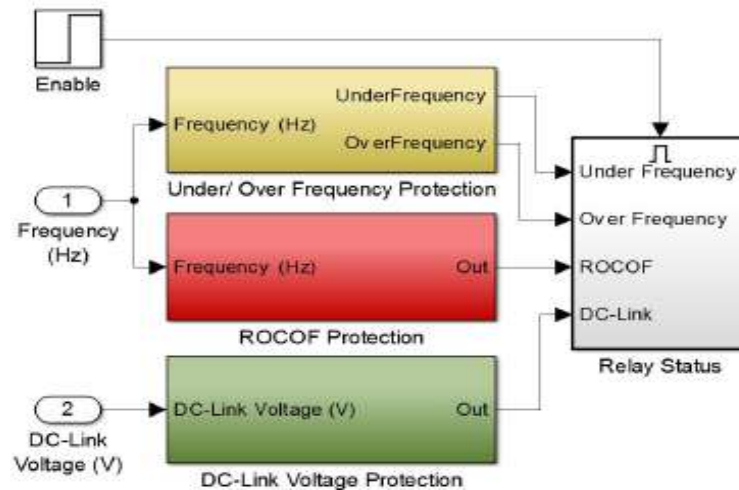 Enable
UnderFrequency
Frequency (Hz)
OverFrequency
Under/ Over Frequency Protection
Under Frequency
1
Over Frequency
Frequency
(Hz)
Frequency (Hz)
Out
ROCOF
ROCOF Protection
DC-Link
Relay Status
2
DC-Link Voltage (V)
Out
DC-Link
Voltage (V)
DC-Link Voltage Protection